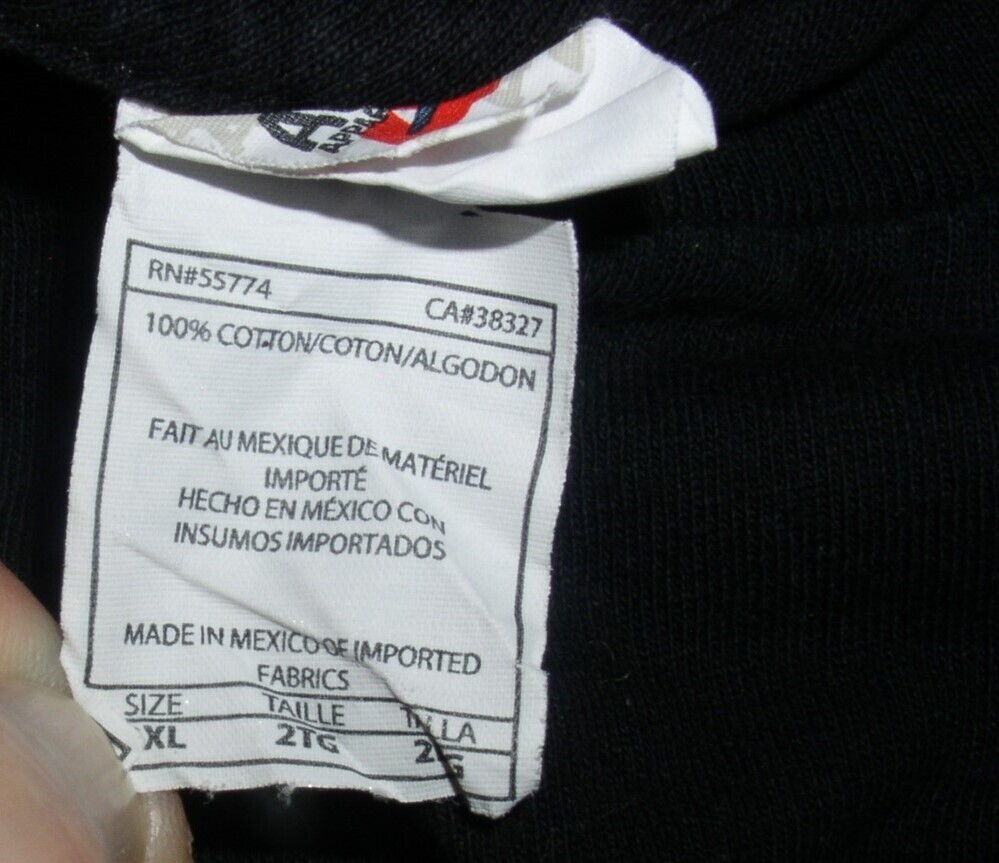 RN#55774
CA#38327
100% COTTON/COTON/ALGODON
FAIT AU MEXIQUE DE MATÉRIEL
IMPORTÉ
HECHO EN MÉXICO CON
INSUMOS IMPORTADOS
MADE IN MEXICO OF IMPORTED
FABRICS
SIZE TAILLE
XL 2TG